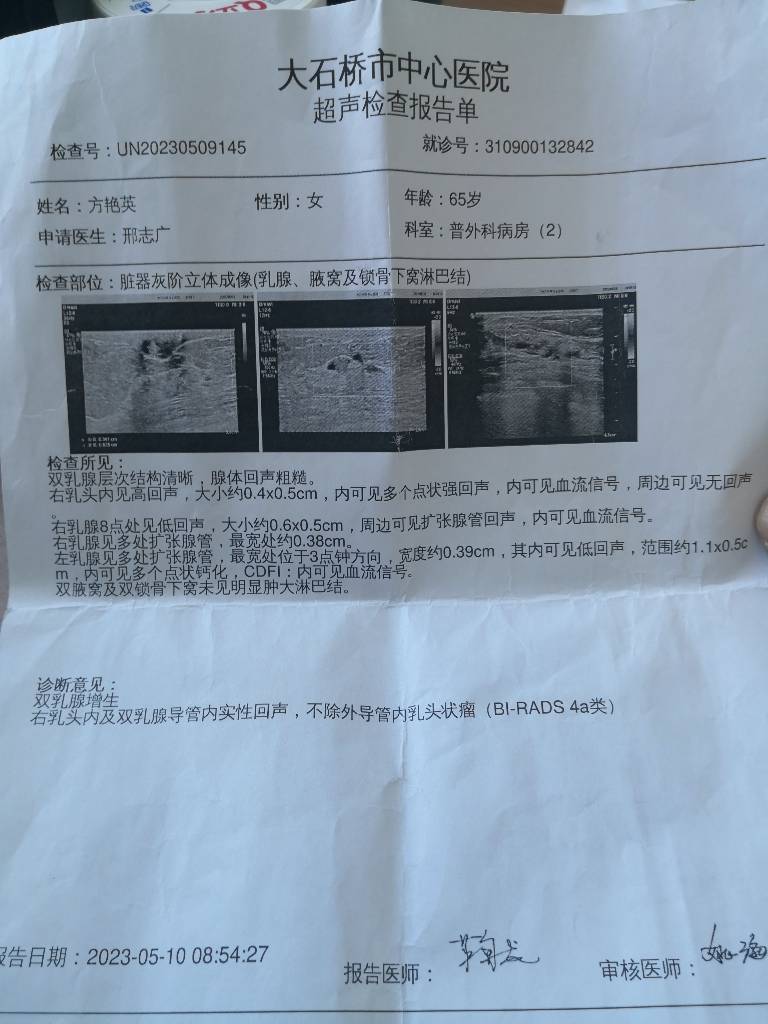 大石桥市中心医院
超声检查报告单
检查号：UN20230509145 就诊号：310900132842
姓名：方艳英 性别：女 年龄：65岁
申请医生：邢志广 科室：普外科病房（2）
检查部位：脏器灰阶立体成像(乳腺、腋窝及锁骨下窝淋巴结)
检查所见：
双乳腺层次结构清晰，腺体回声粗糙。
右乳头内见高回声，大小约0.4x0.5cm，内可见多个点状强回声，内可见血流信号，周边可见无回声
。
右乳腺8点处见低回声，大小约0.6x0.5cm，周边可见扩张腺管回声，内可见血流信号。
右乳腺见多处扩张腺管，最宽处约0.38cm。
左乳腺见多处扩张腺管，最宽处位于3点钟方向，宽度约0.39cm，其内可见低回声，范围约1.1x0.5c
m，内可见多个点状钙化，CDFI：内可见血流信号。
双腋窝及双锁骨下窝未见明显肿大淋巴结。
诊断意见：
双乳腺增生
右乳头内及双乳腺导管内实性回声，不除外导管内乳头状瘤（BI-RADS 4a类）
报告日期：2023-05-10 08:54:27 报告医师： 审核医师：